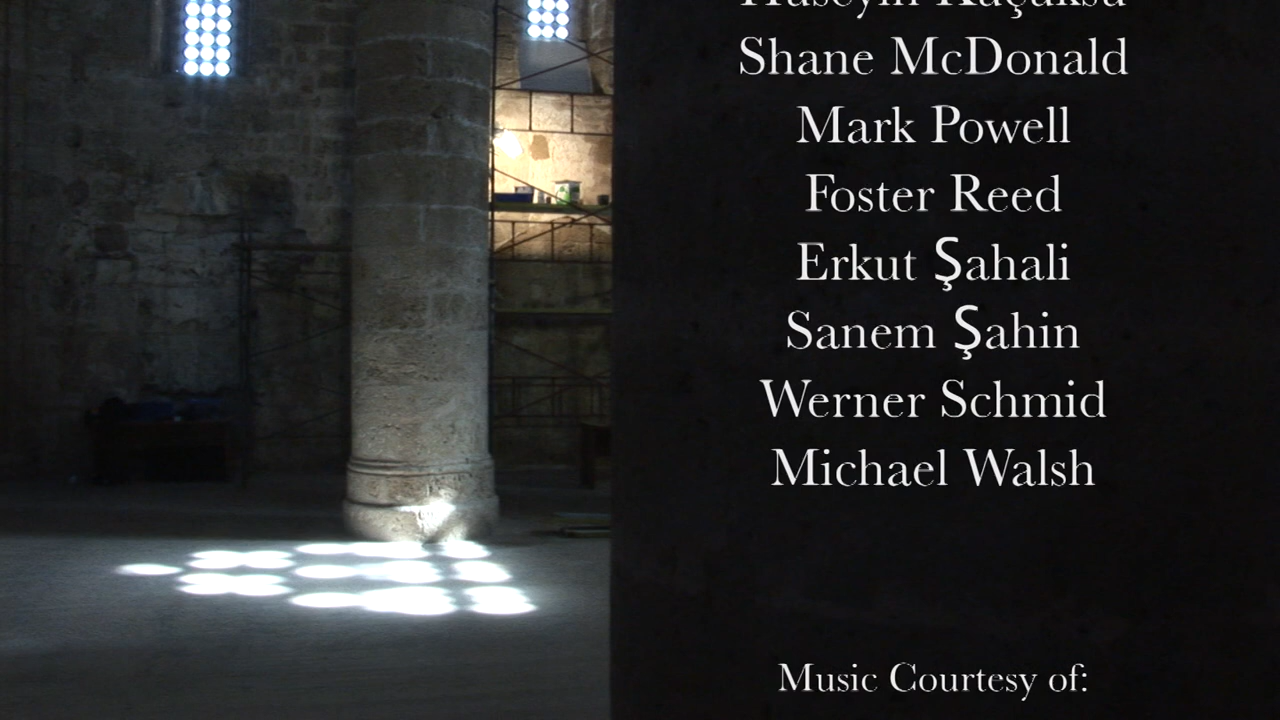 Shane McDonald
Mark Powell
Foster Reed
Erkut Şahali
Sanem Şahin
Werner Schmid
Michael Walsh
Music Courtesy of: